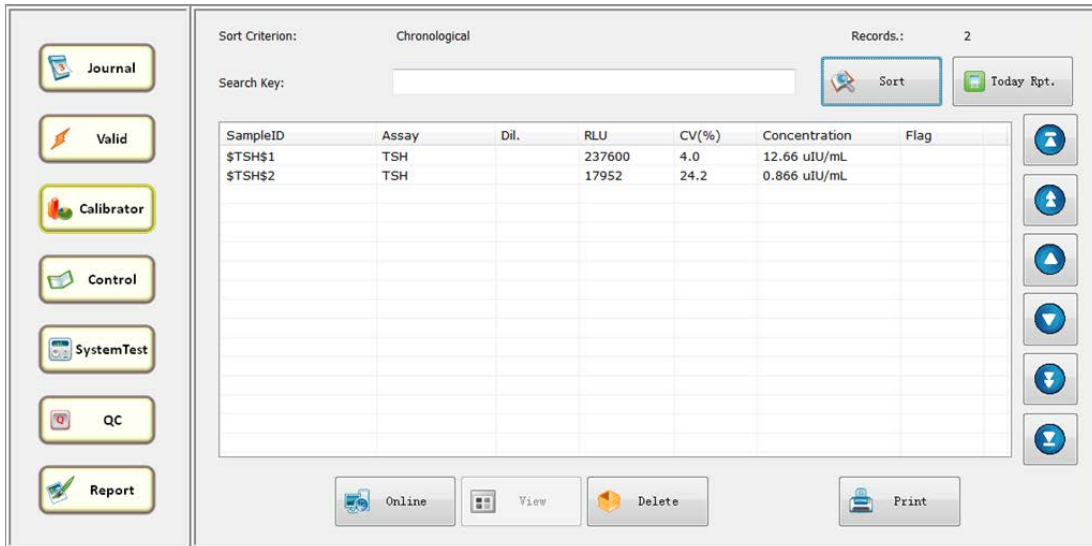 Journal
Valid
Calibrator
Control
SystemTest
QC
Report
Sort Criterion: Chronological Records.: 2
Search Key: Sort Today Rpt.
SampleID Assay Dil. RLU CV(%) Concentration Flag
$TSH$1 TSH 237600 4.0 12.66 uIU/mL
$TSH$2 TSH 17952 24.2 0.866 uIU/mL
Online View Delete Print